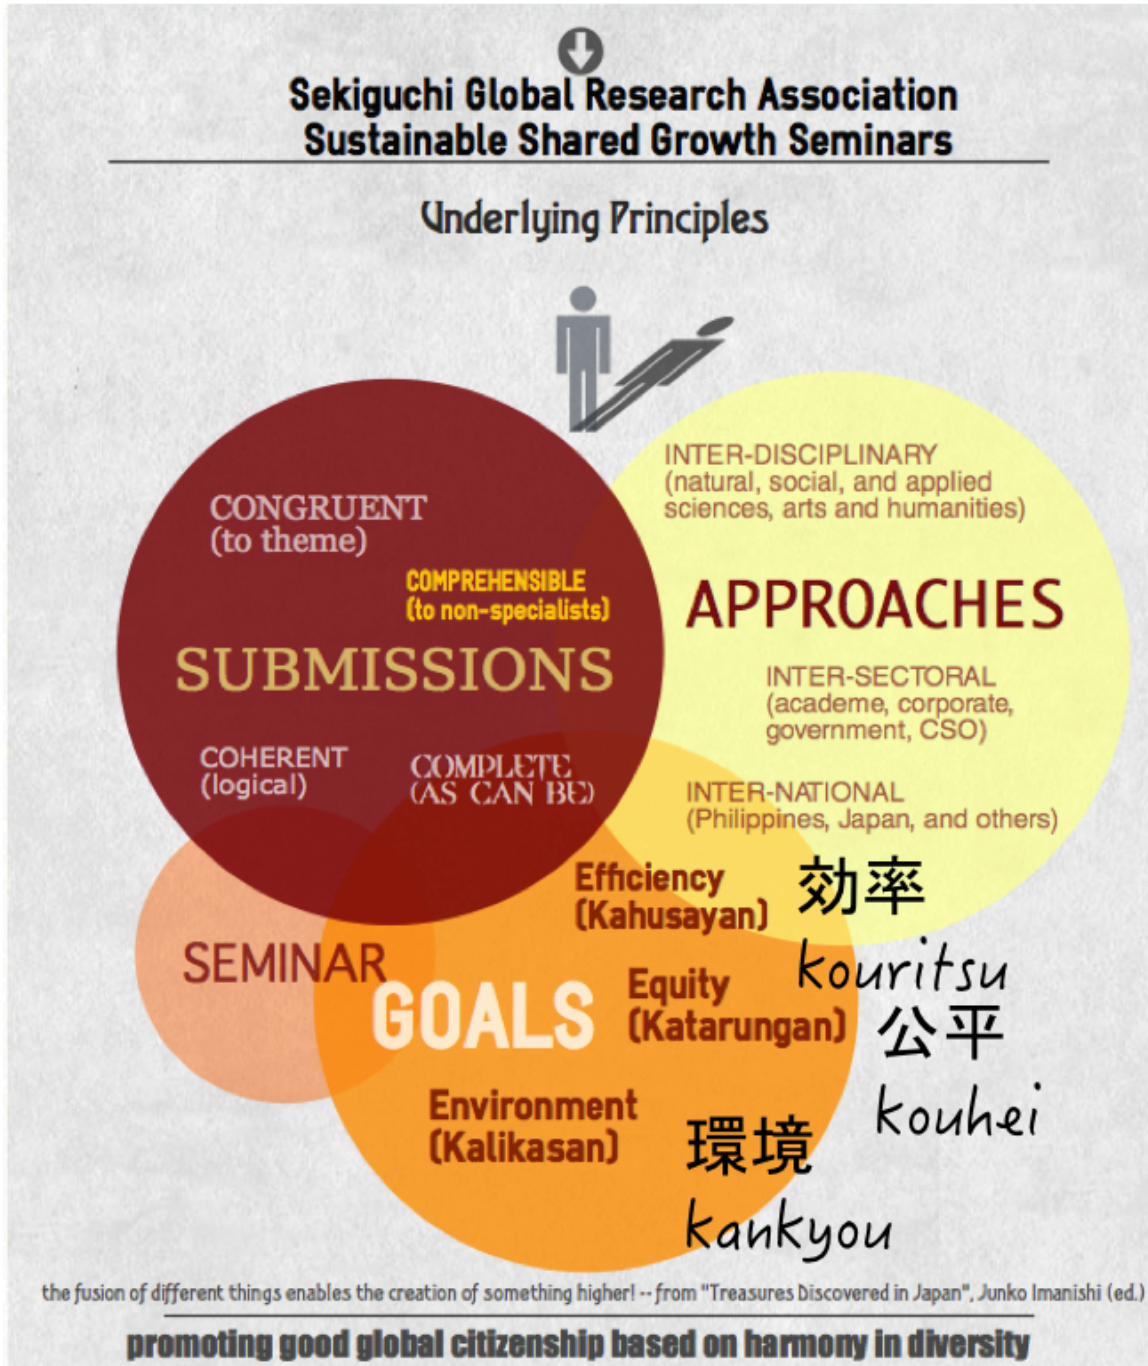 Sekiguchi Global Research Association
Sustainable Shared Growth Seminars
Underlying Principles
CONGRUENT
(to theme)
COMPREHENSIBLE
(to non-specialists)
SUBMISSIONS
COHERENT
(logical)
COMPLETE
(AS CAN BE)
INTER-DISCIPLINARY
(natural, social, and applied
sciences, arts and humanities)
APPROACHES
INTER-SECTORAL
(academe, corporate,
government, CSO)
INTER-NATIONAL
(Philippines, Japan, and others)
SEMINAR
GOALS
Efficiency
(Kahusayan)
効率
kouritsu
Equity
(Katarungan)
公平
kouhei
Environment
(Kalikasan)
環境
kankyou
the fusion of different things enables the creation of something higher! -- from "Treasures Discovered in Japan", Junko Imanishi (ed.)
promoting good global citizenship based on harmony in diversity